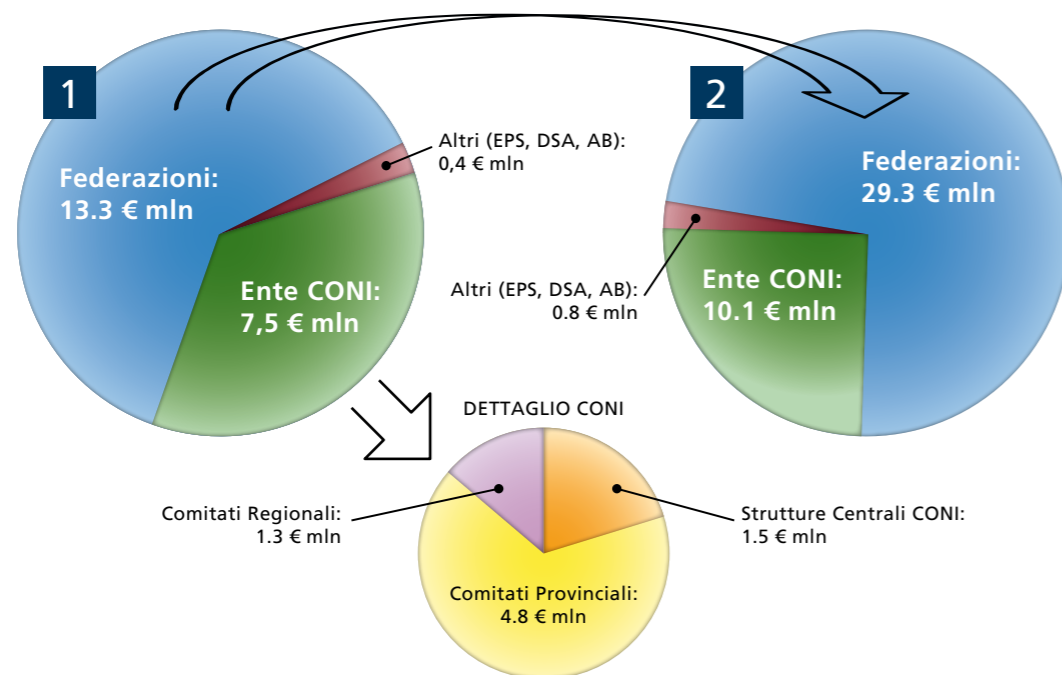 1
2
Federazioni:
13.3 € mln
Altri (EPS, DSA, AB):
0,4 € mln
Ente CONI:
7,5 € mln
Federazioni:
29.3 € mln
Altri (EPS, DSA, AB):
0.8 € mln
Ente CONI:
10.1 € mln
DETTAGLIO CONI
Comitati Regionali:
1.3 € mln
Strutture Centrali CONI:
1.5 € mln
Comitati Provinciali:
4.8 € mln